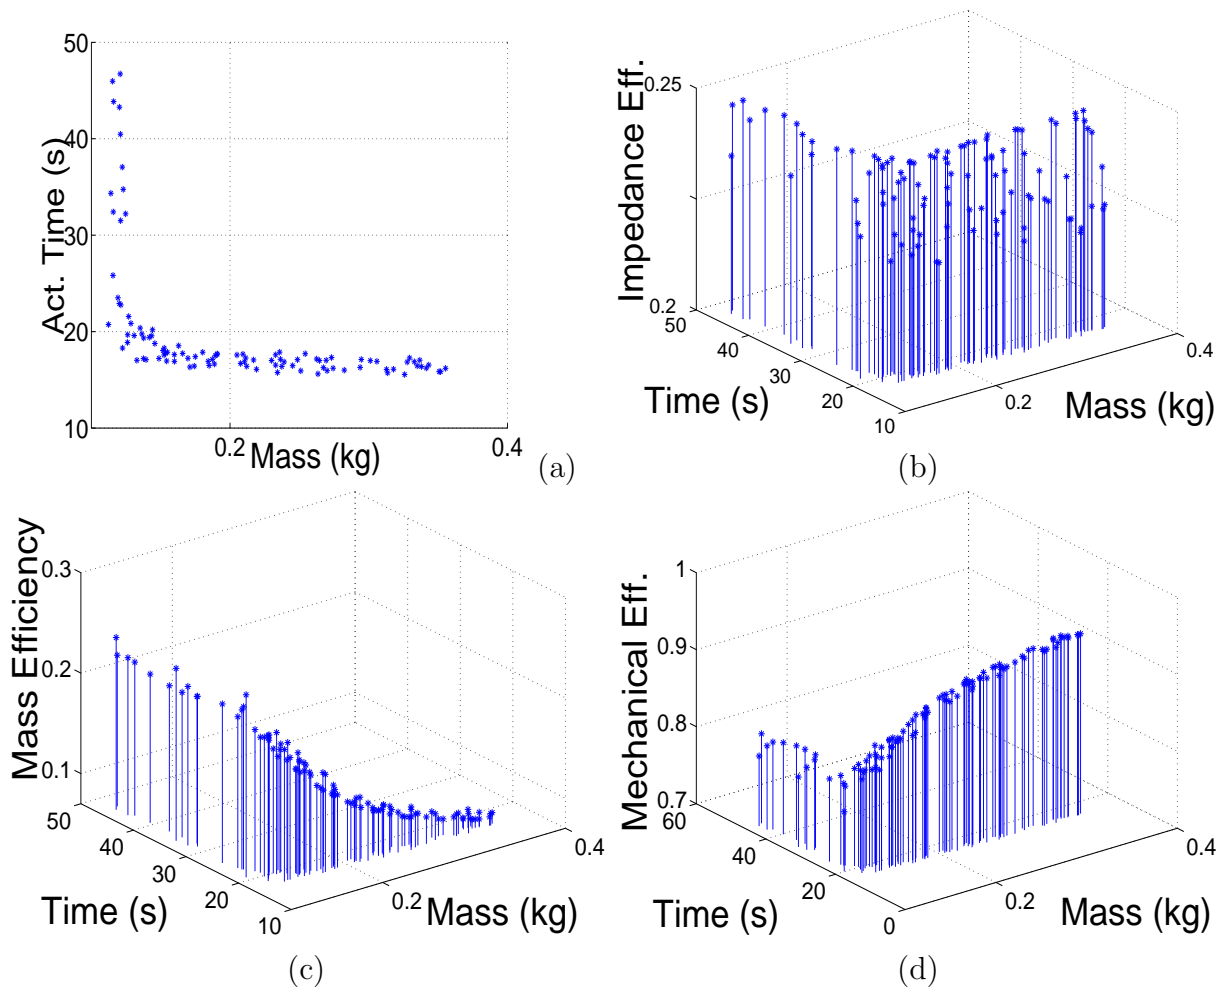 50
40
30
20
10
Act. Time (s)
0.2
0.4
Mass (kg)
(a)
0.25
0.2
Impedance Eff.
50
40
30
20
10
Time (s)
0.2
0.4
Mass (kg)
(b)
0.3
0.2
0.1
Mass Efficiency
50
40
30
20
10
Time (s)
0.2
0.4
Mass (kg)
(c)
1
0.9
0.8
0.7
Mechanical Eff.
60
40
20
0
Time (s)
0.2
0.4
Mass (kg)
(d)